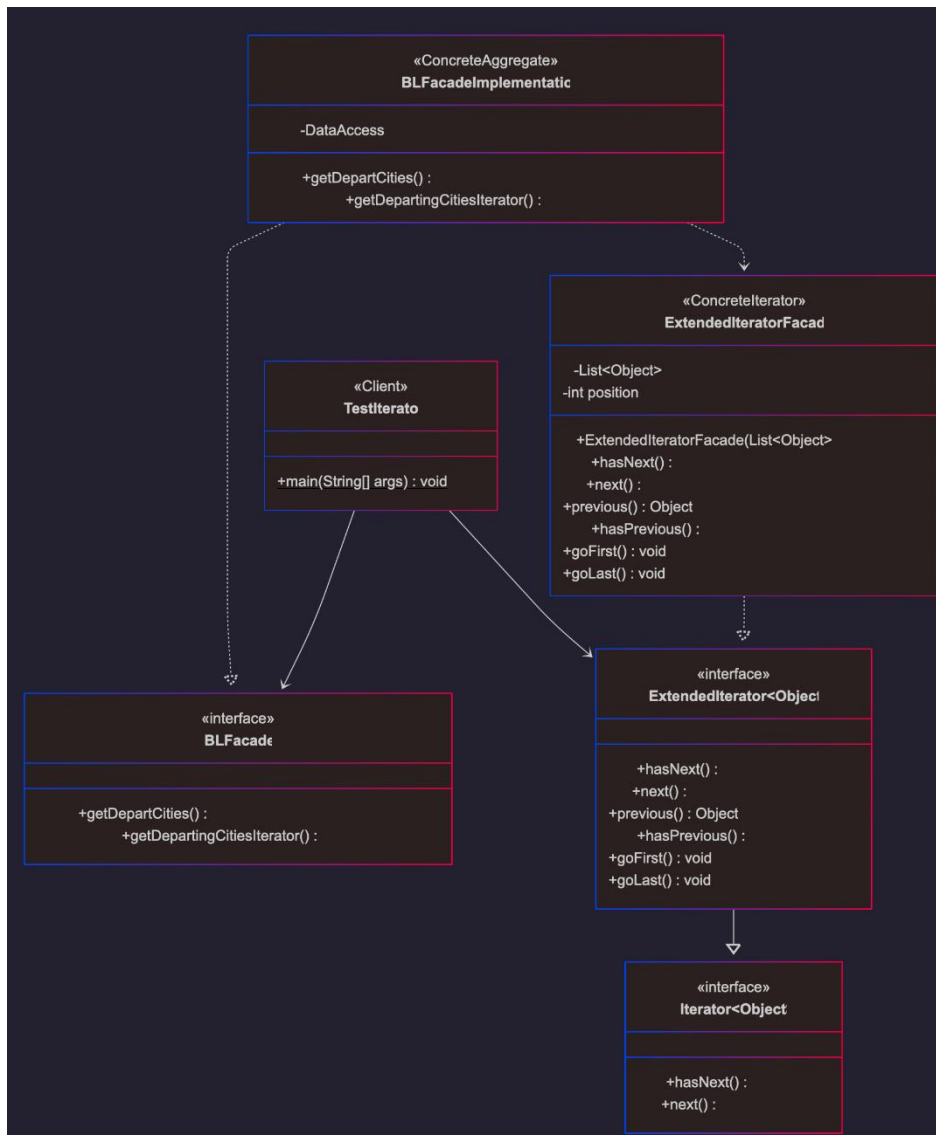 «ConcreteAggregate»
BLFacadeImplementatic
-DataAccess
+getDepartCities() :
+getDepartingCitiesIterator() :
«ConcreteIterator»
ExtendedIteratorFacad
-List<Object>
-int position
+ExtendedIteratorFacade(List<Object>
+hasNext() :
+next() :
+previous() : Object
+hasPrevious() :
+goFirst() : void
+goLast() : void
«Client»
TestIterato
+main(String[] args) : void
«interface»
BLFacade
+getDepartCities() :
+getDepartingCitiesIterator() :
«interface»
ExtendedIterator<Object
+hasNext() :
+next() :
+previous() : Object
+hasPrevious() :
+goFirst() : void
+goLast() : void
«interface»
Iterator<Object
+hasNext() :
+next() :